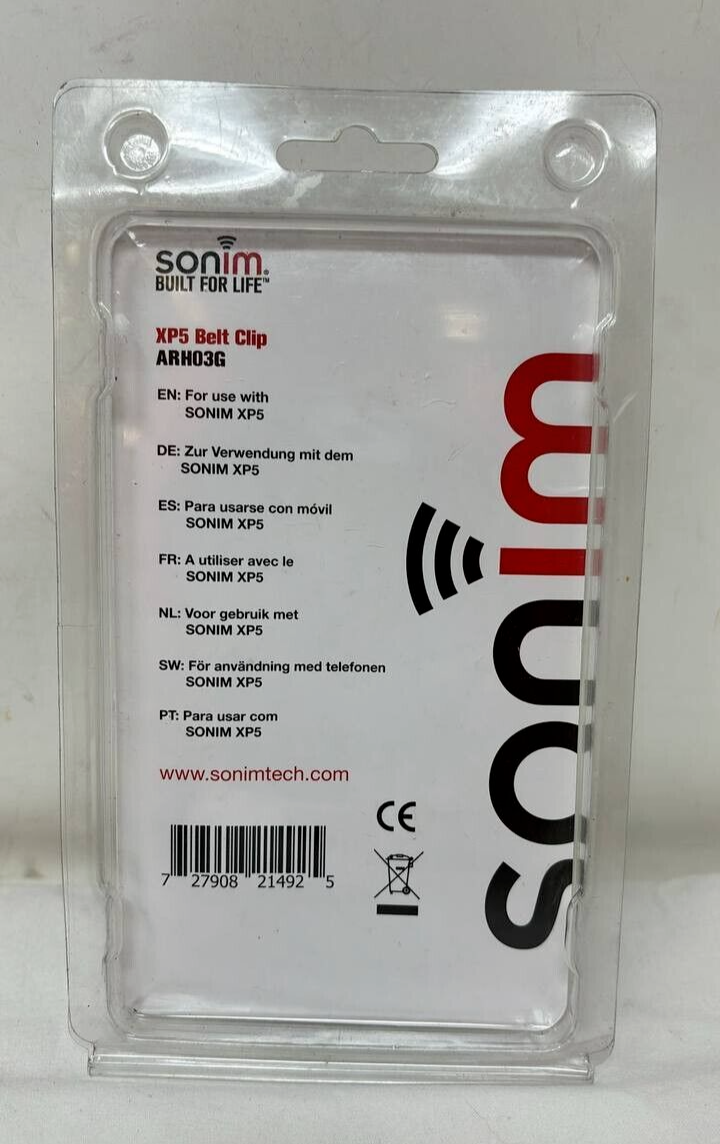 sonim®
BUILT FOR LIFE™
XP5 Belt Clip
ARH03G
EN: For use with
SONIM XP5
DE: Zur Verwendung mit dem
SONIM XP5
ES: Para usarse con móvil
SONIM XP5
FR: A utiliser avec le
SONIM XP5
NL: Voor gebruik met
SONIM XP5
SW: För användning med telefonen
SONIM XP5
PT: Para usar com
SONIM XP5
www.sonimtech.com
CE
7 27908 21492 5
sonim